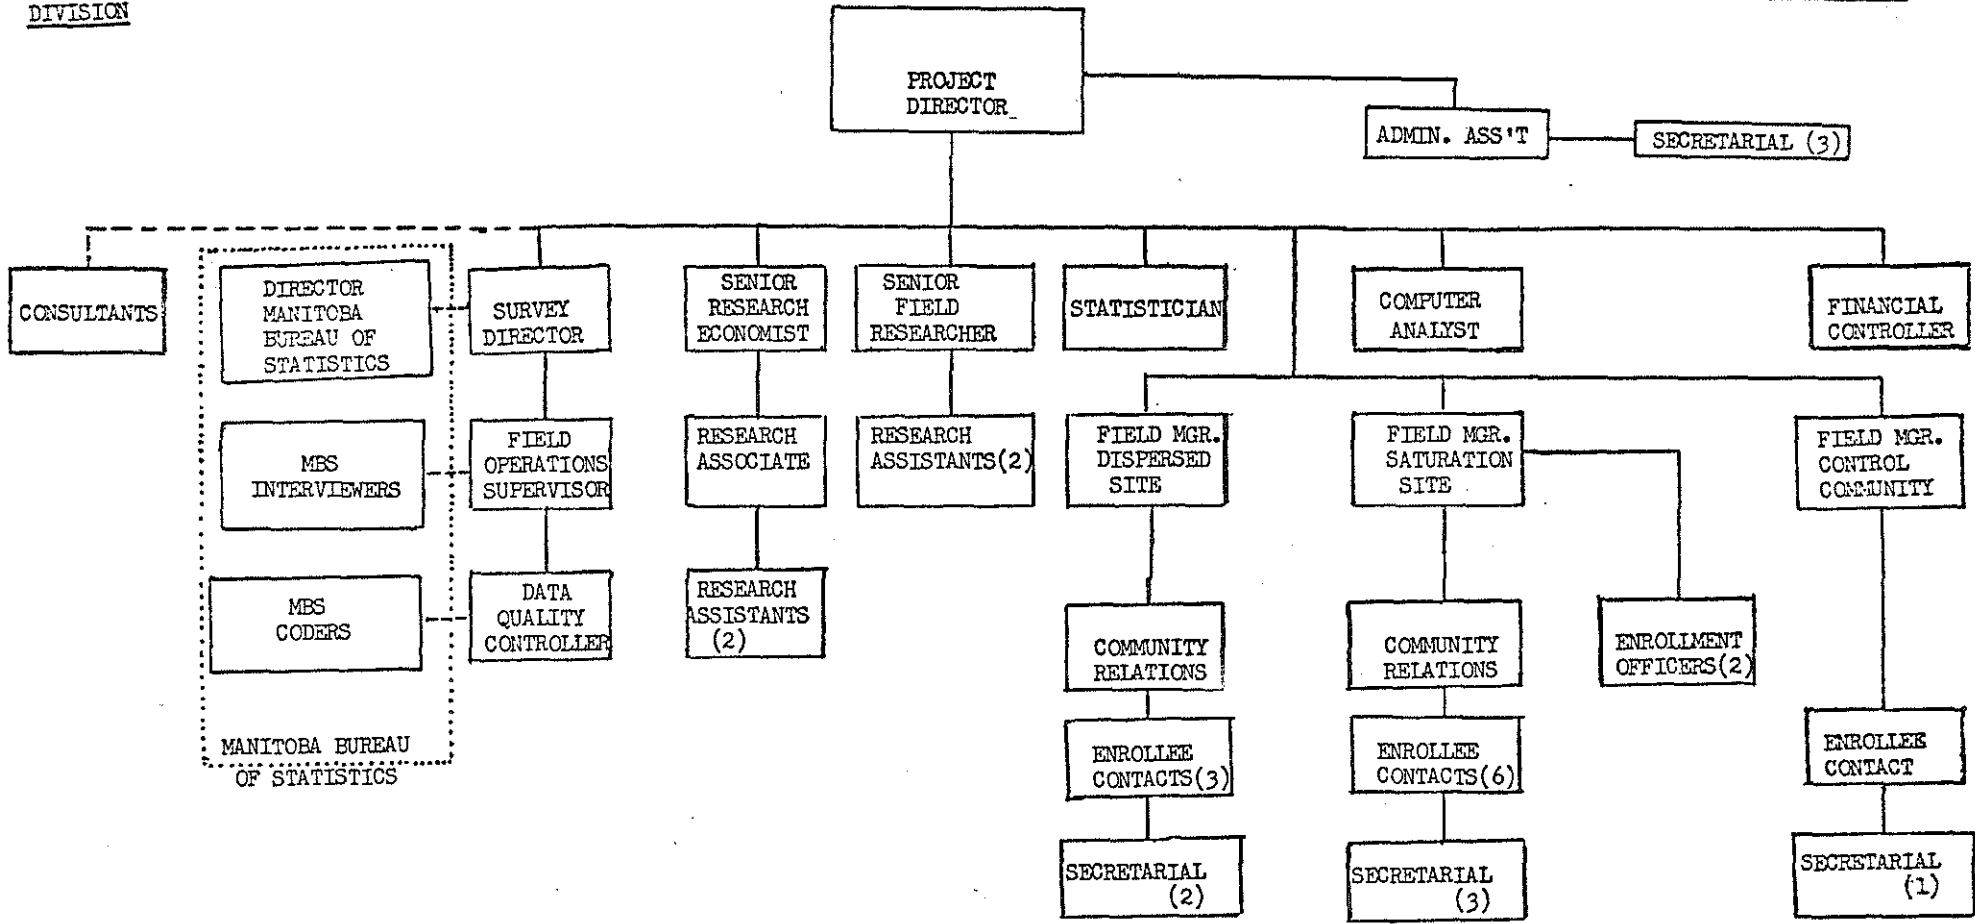 DIVISION
PROJECT
DIRECTOR
ADMIN. ASS'T
SECRETARIAL (3)
CONSULTANTS
DIRECTOR
MANITOBA
BUREAU OF
STATISTICS
SURVEY
DIRECTOR
SENIOR
RESEARCH
ECONOMIST
SENIOR
FIELD
RESEARCHER
STATISTICIAN
COMPUTER
ANALYST
FINANCIAL
CONTROLLER
MBS
INTERVIEWERS
FIELD
OPERATIONS
SUPERVISOR
RESEARCH
ASSOCIATE
RESEARCH
ASSISTANTS(2)
FIELD MGR.
DISPERSED
SITE
FIELD MGR.
SATURATION
SITE
FIELD MGR.
CONTROL
COMMUNITY
MBS
CODERS
DATA
QUALITY
CONTROLLER
RESEARCH
ASSISTANTS
(2)
COMMUNITY
RELATIONS
COMMUNITY
RELATIONS
ENROLLMENT
OFFICERS(2)
MANITOBA BUREAU
OF STATISTICS
ENROLLEE
CONTACTS(3)
ENROLLEE
CONTACTS(6)
ENROLLEE
CONTACT
SECRETARIAL
(2)
SECRETARIAL
(3)
SECRETARIAL
(1)